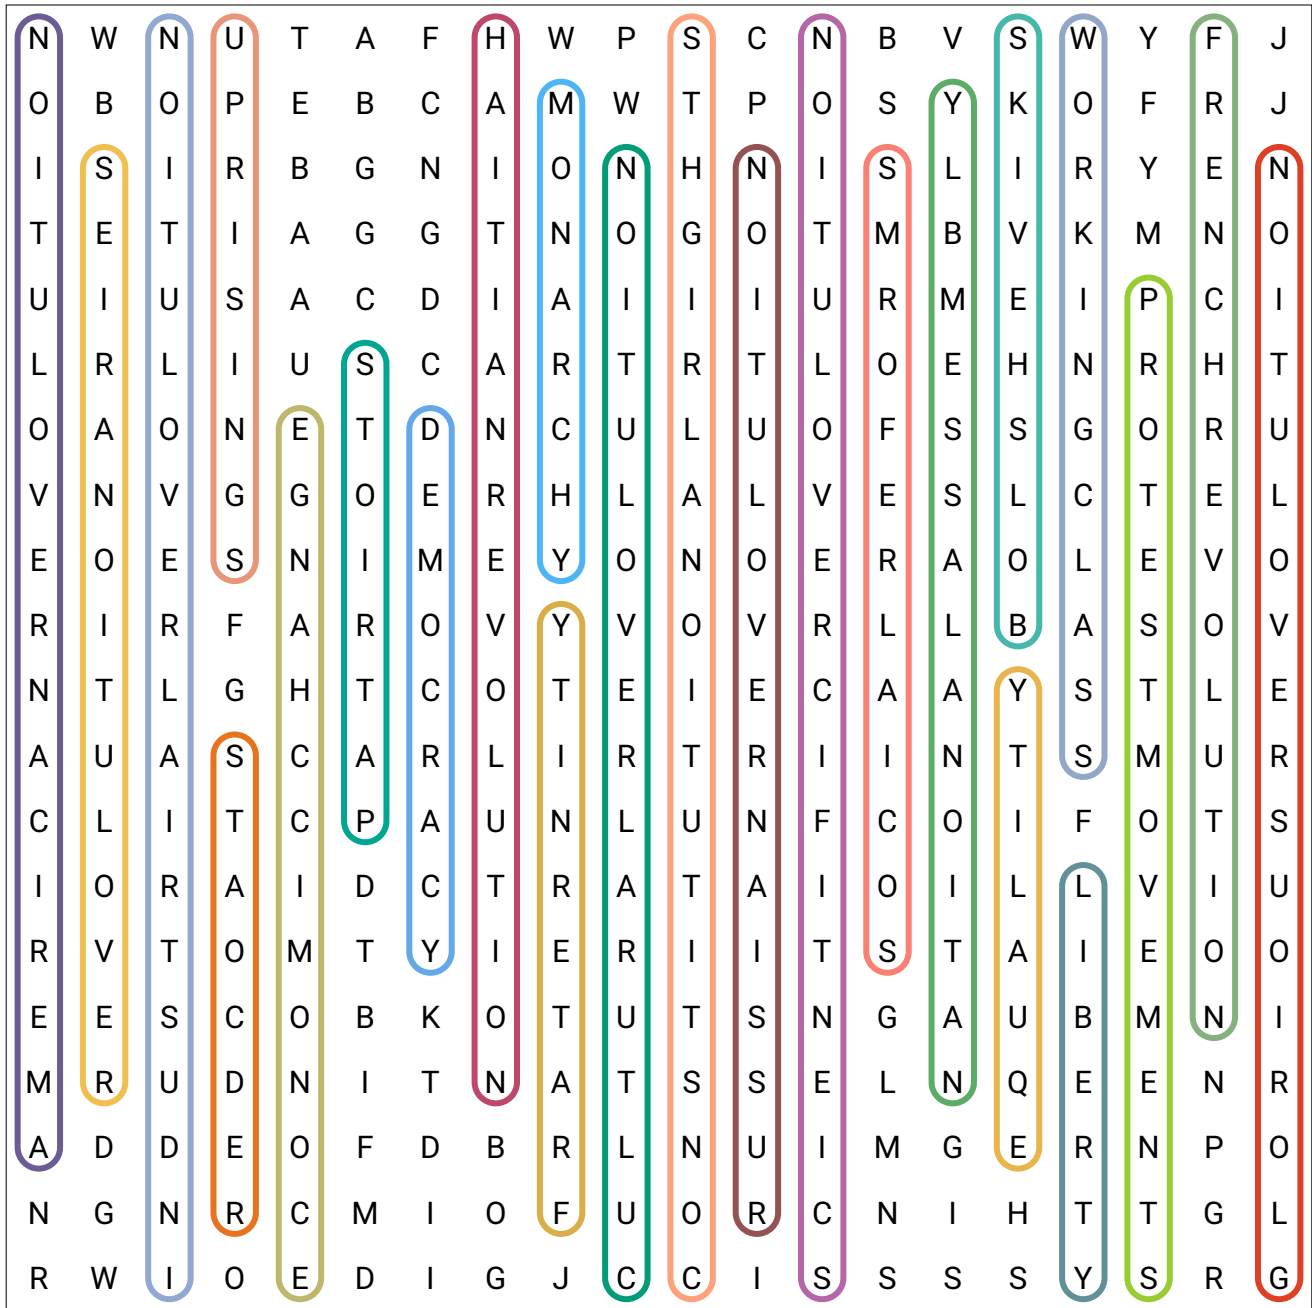 N W N U T A F H W P S C N B V S W Y F J
O B O P E B C A M W T P O S Y K O F R J
I S I R B G N I O N H N I S L I R Y E N
T E T I A G G T N O G O T M B V K M N O
U I U S A C D I A I I I U R M E I P C I
L R L I U S C A R T R T L O E H N R H T
O A O N E T D N C U L U O F S S G O R U
V N V G G O E R H L A L V E S L C T E L
E O E S N I M E Y O N O E R A O L E V O
R I R F A R O V Y V O V R L L B A S O V
N T L G H T C O T E I E C A A Y S T L E
A U A S C A R L I R T R I I N T S M U R
C L I T C P A U N L U N F C O I F O T S
I O R A I D C T R A T A I O I L L V I U
R V T O M T Y I E R I I T S T A I E O O
E E S C O B K O T U T S N G A U B M N I
M R U D N I T N A T S S E L N Q E E N R
A D D E O F D B R L N U I M G E R N P O
N G N R C M I O F U O R C N I H T T G L
R W I O E D I G J C C I S S S S Y S R G